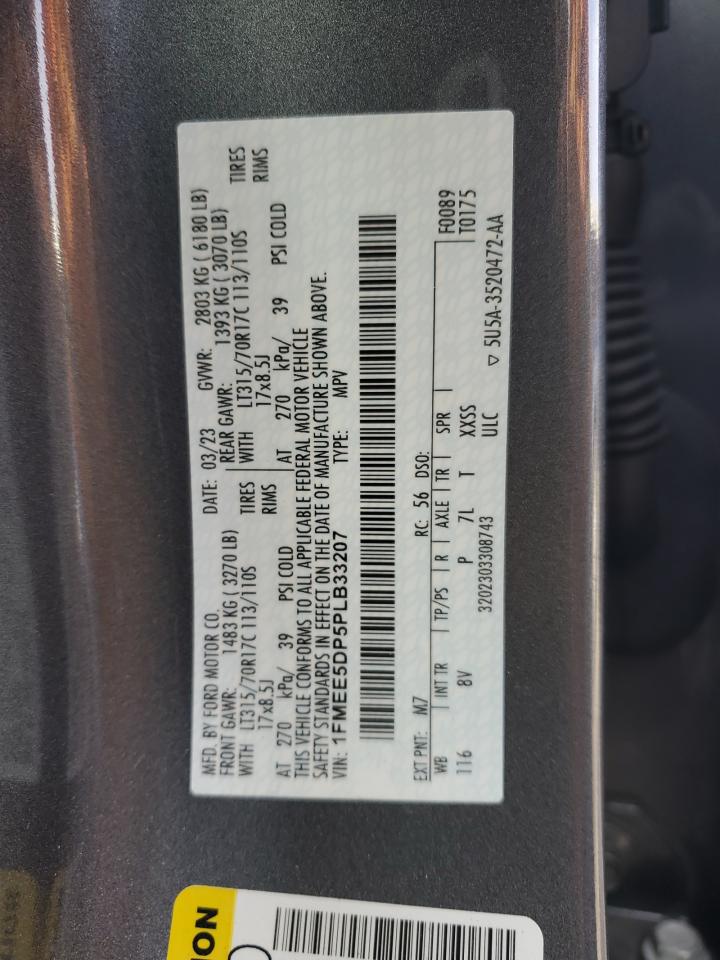 MFD. BY FORD MOTOR CO.
DATE: 03/23 GVWR: 2803 KG ( 6180 LB)
FRONT GAWR: 1483 KG ( 3270 LB)
REAR GAWR: 1393 KG ( 3070 LB)
WITH LT315/70R17C 113/110S TIRES
WITH LT315/70R17C 113/110S TIRES
17x8.5J RIMS
17x8.5J RIMS
AT 270 kPa/ 39 PSI COLD
AT 270 kPa/ 39 PSI COLD
THIS VEHICLE CONFORMS TO ALL APPLICABLE FEDERAL MOTOR VEHICLE
SAFETY STANDARDS IN EFFECT ON THE DATE OF MANUFACTURE SHOWN ABOVE.
VIN: 1FMEE5DP5PLB33207
TYPE: MPV
EXT PNT: M7 RC: 56 DSO:
F0089
WB INT TR TP/PS R AXLE TR SPR
T0175
116 8V P 7L T XXSS
3202303308743 ULC
▽ 5U5A-3520472-AA